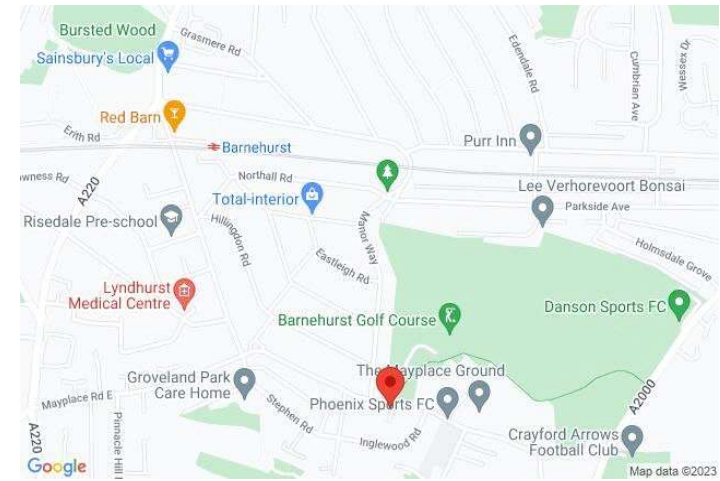 Bursted Wood
Grasmere Rd
Sainsbury's Local
Edendale Rd
Cumbrian Ave
Wessex Dr
Red Barn
Erith Rd
Barnehurst
Purr Inn
owness Rd
A220
Northall Rd
Total-interior
Lee Verhorevoort Bonsai
Parkside Ave
Risedale Pre-school
Hillingdon Rd
Manor Way
Holmsdale Grove
Eastleigh Rd
Lyndhurst
Medical Centre
Barnehurst Golf Course
Danson Sports FC
The Mayplace Ground
Groveland Park
Care Home
Mayplace Rd E
Phoenix Sports FC
A2000
Stephen Rd
Pinnacle Hill
A220
Inglewood Rd
Crayford Arrows
Football Club
Google
Map data ©2023